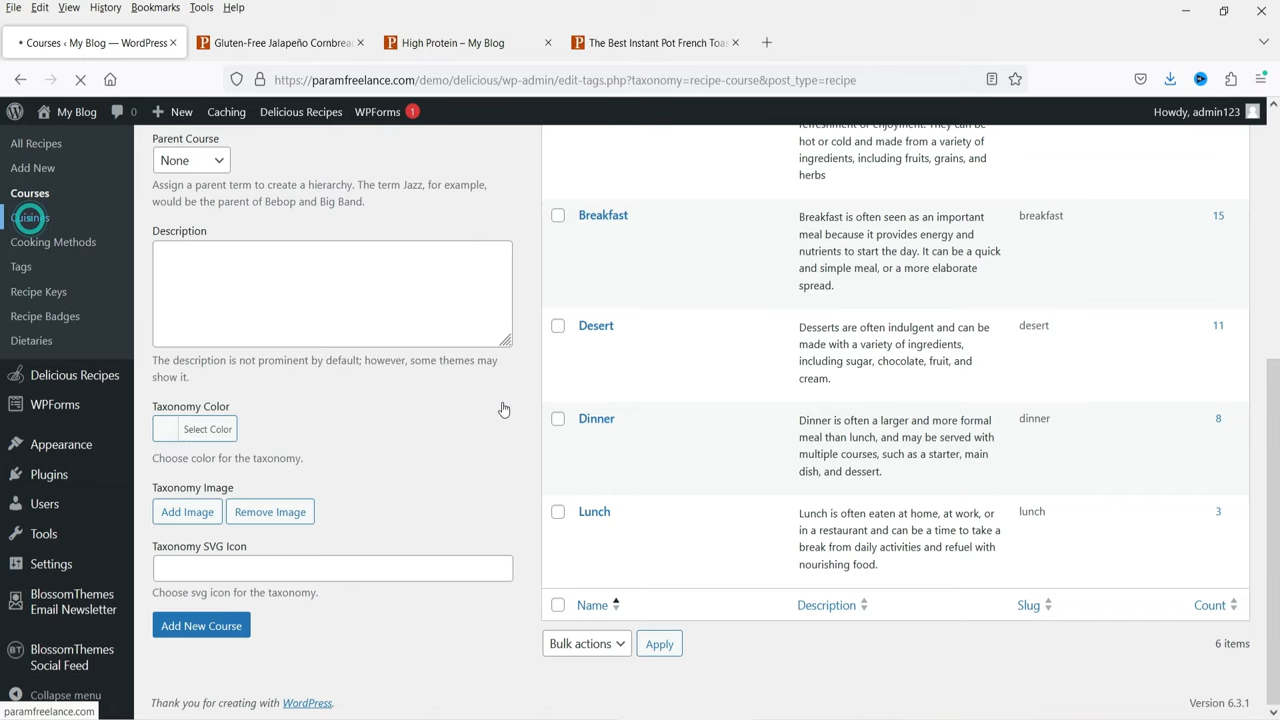 File Edit View History Bookmarks Tools Help
Courses ‹ My Blog — WordPress
Gluten-Free Jalapeño Cornbrea
High Protein – My Blog
The Best Instant Pot French Toa
https://paramfreelance.com/demo/delicious/wp-admin/edit-tags.php?taxonomy=recipe-course&post_type=recipe
My Blog 0 New Caching Delicious Recipes WPForms 1 Howdy, admin123
All Recipes
Add New
Courses
Cuisines
Cooking Methods
Tags
Recipe Keys
Recipe Badges
Dietaries
Delicious Recipes
WPForms
Appearance
Plugins
Users
Tools
Settings
BlossomThemes
Email Newsletter
BlossomThemes
Social Feed
Collapse menu
paramfreelance.com
Parent Course
None
Assign a parent term to create a hierarchy. The term Jazz, for example,
would be the parent of Bebop and Big Band.
Description
The description is not prominent by default; however, some themes may
show it.
Taxonomy Color
Select Color
Choose color for the taxonomy.
Taxonomy Image
Add Image Remove Image
Taxonomy SVG Icon
Choose svg icon for the taxonomy.
Add New Course
refreshment or enjoyment. They can be
hot or cold and made from a variety of
ingredients, including fruits, grains, and
herbs
Breakfast
Breakfast is often seen as an important
meal because it provides energy and
nutrients to start the day. It can be a quick
and simple meal, or a more elaborate
spread.
breakfast
15
Desert
Desserts are often indulgent and can be
made with a variety of ingredients,
including sugar, chocolate, fruit, and
cream.
desert
11
Dinner
Dinner is often a larger and more formal
meal than lunch, and may be served with
multiple courses, such as a starter, main
dish, and dessert.
dinner
8
Lunch
Lunch is often eaten at home, at work, or
in a restaurant and can be a time to take a
break from daily activities and refuel with
nourishing food.
lunch
3
Name Description Slug Count
Bulk actions Apply 6 items
Thank you for creating with WordPress. Version 6.3.1